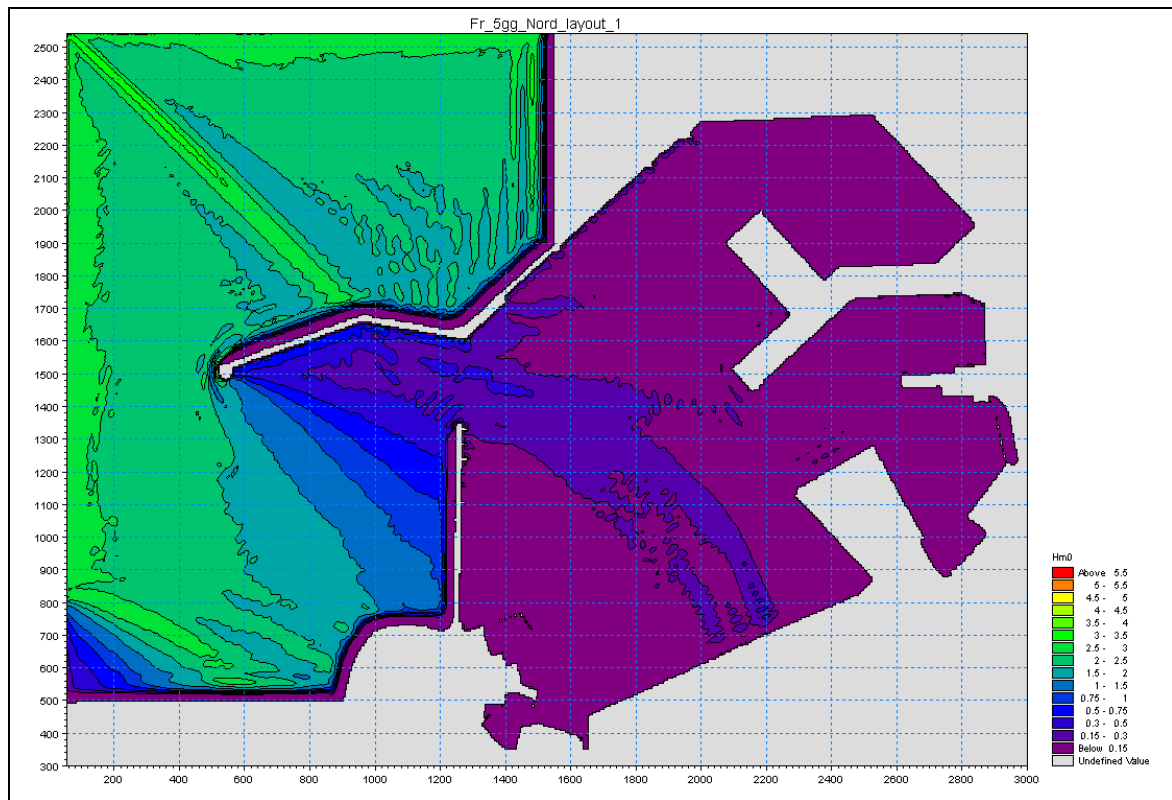 Fr_5gg_Nord_layout_1
2500
2400
2300
2200
2100
2000
1900
1800
1700
1600
1500
1400
1300
1200
1100
1000
900
800
700
600
500
400
300
200 400 600 800 1000 1200 1400 1600 1800 2000 2200 2400 2600 2800 3000
Hm0
Above 5.5
5 - 5.5
4.5 - 5
4 - 4.5
3.5 - 4
3 - 3.5
2.5 - 3
2 - 2.5
1.5 - 2
1 - 1.5
0.75 - 1
0.5 - 0.75
0.3 - 0.5
0.15 - 0.3
Below 0.15
Undefined Value